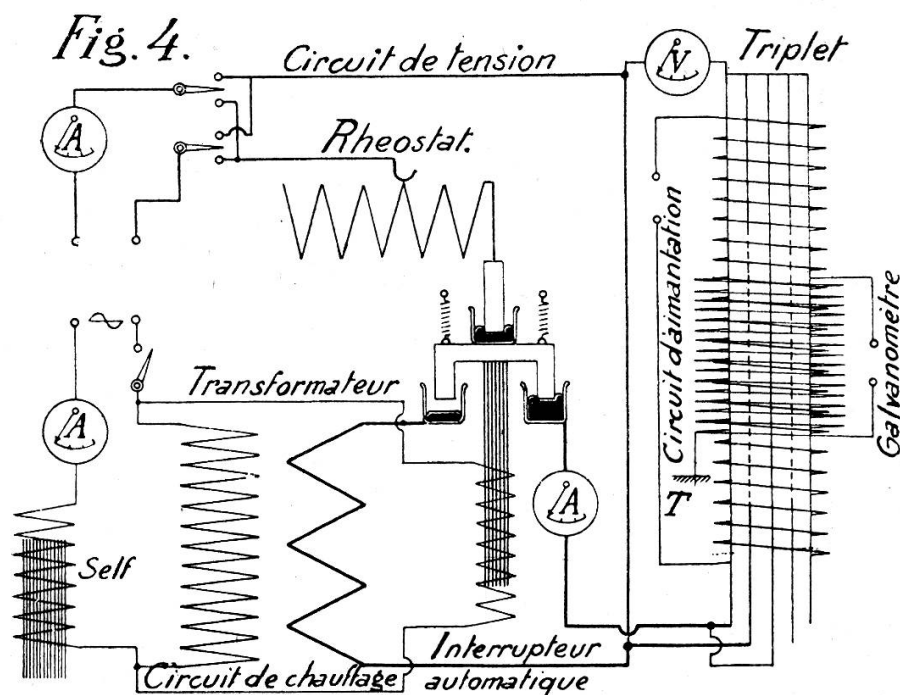 Fig. 4.
Circuit de tension
V
Triplet
A
Rheostat.
Circuit d'aimantation
Galvanomètre
Transformateur
A
A
T
Self
Interrupteur
automatique
Circuit de chauffage